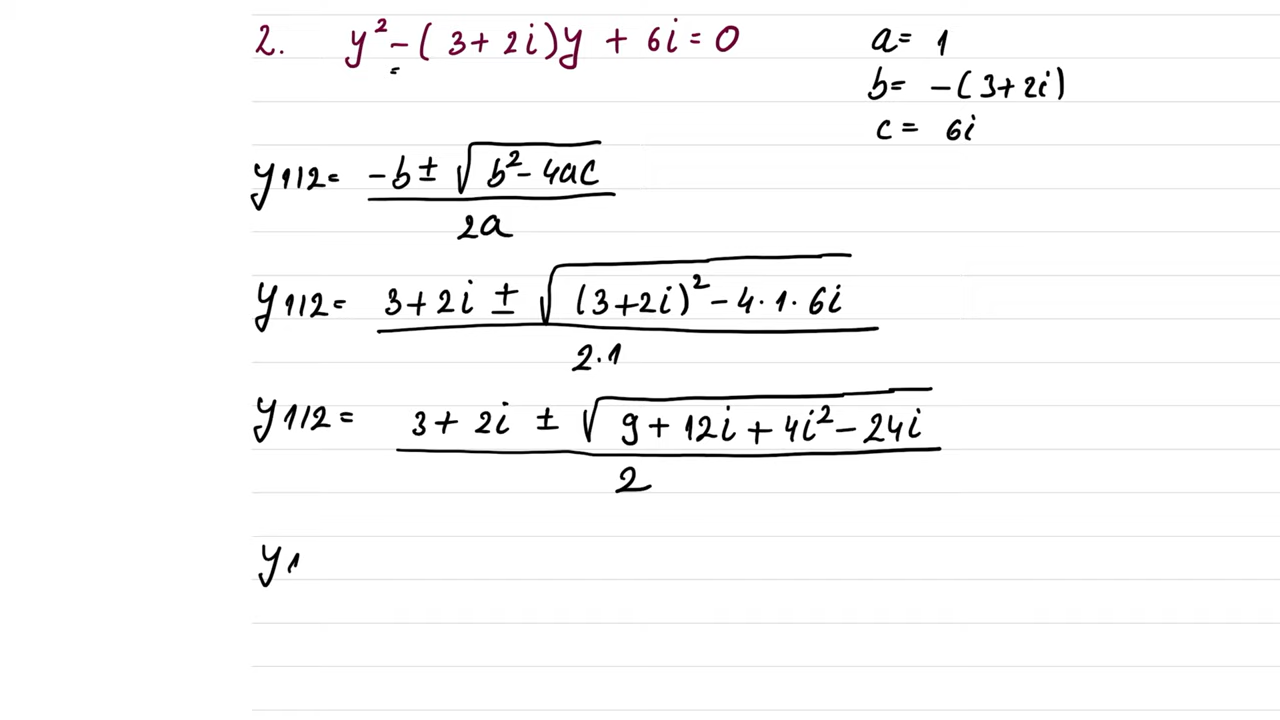 2. y² - (3 + 2i)y + 6i = 0
a = 1
b = -(3 + 2i)
c = 6i
y1/2 = (-b ± √(b² - 4ac)) / 2a
y1/2 = (3 + 2i ± √((3 + 2i)² - 4 · 1 · 6i)) / 2 · 1
y1/2 = (3 + 2i ± √(9 + 12i + 4i² - 24i)) / 2
y1